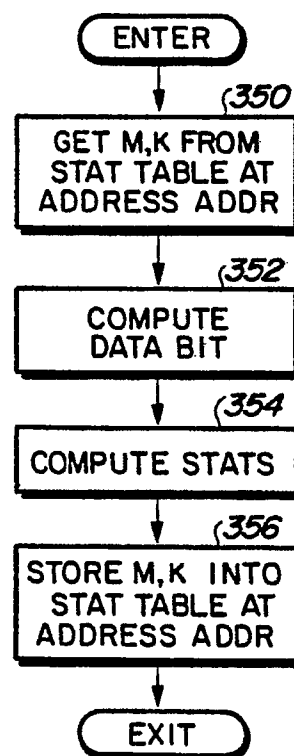 ENTER
350
GET M,K FROM
STAT TABLE AT
ADDRESS ADDR
352
COMPUTE
DATA BIT
354
COMPUTE STATS
356
STORE M,K INTO
STAT TABLE AT
ADDRESS ADDR
EXIT